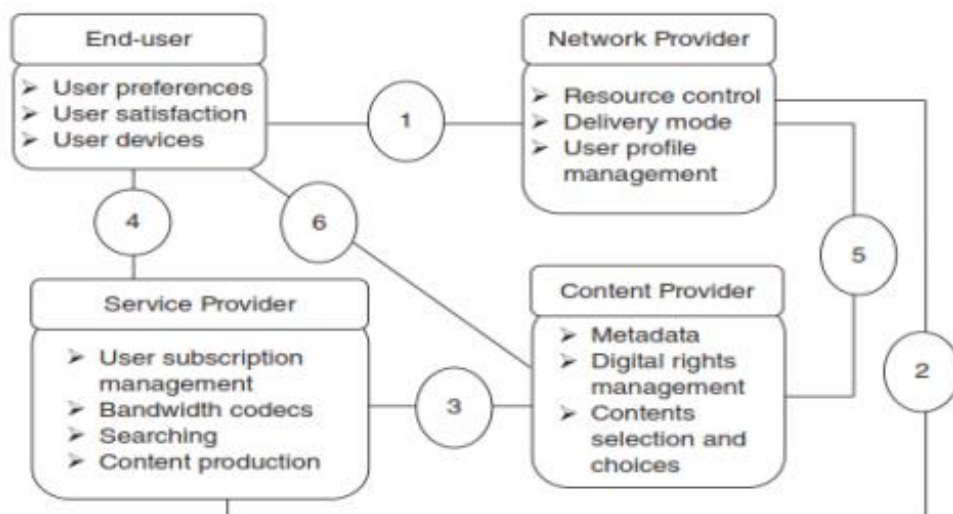 End-user
➢ User preferences
➢ User satisfaction
➢ User devices
1
Network Provider
➢ Resource control
➢ Delivery mode
➢ User profile
management
4
6
5
2
Service Provider
➢ User subscription
management
➢ Bandwidth codecs
➢ Searching
➢ Content production
3
Content Provider
➢ Metadata
➢ Digital rights
management
➢ Contents
selection and
choices